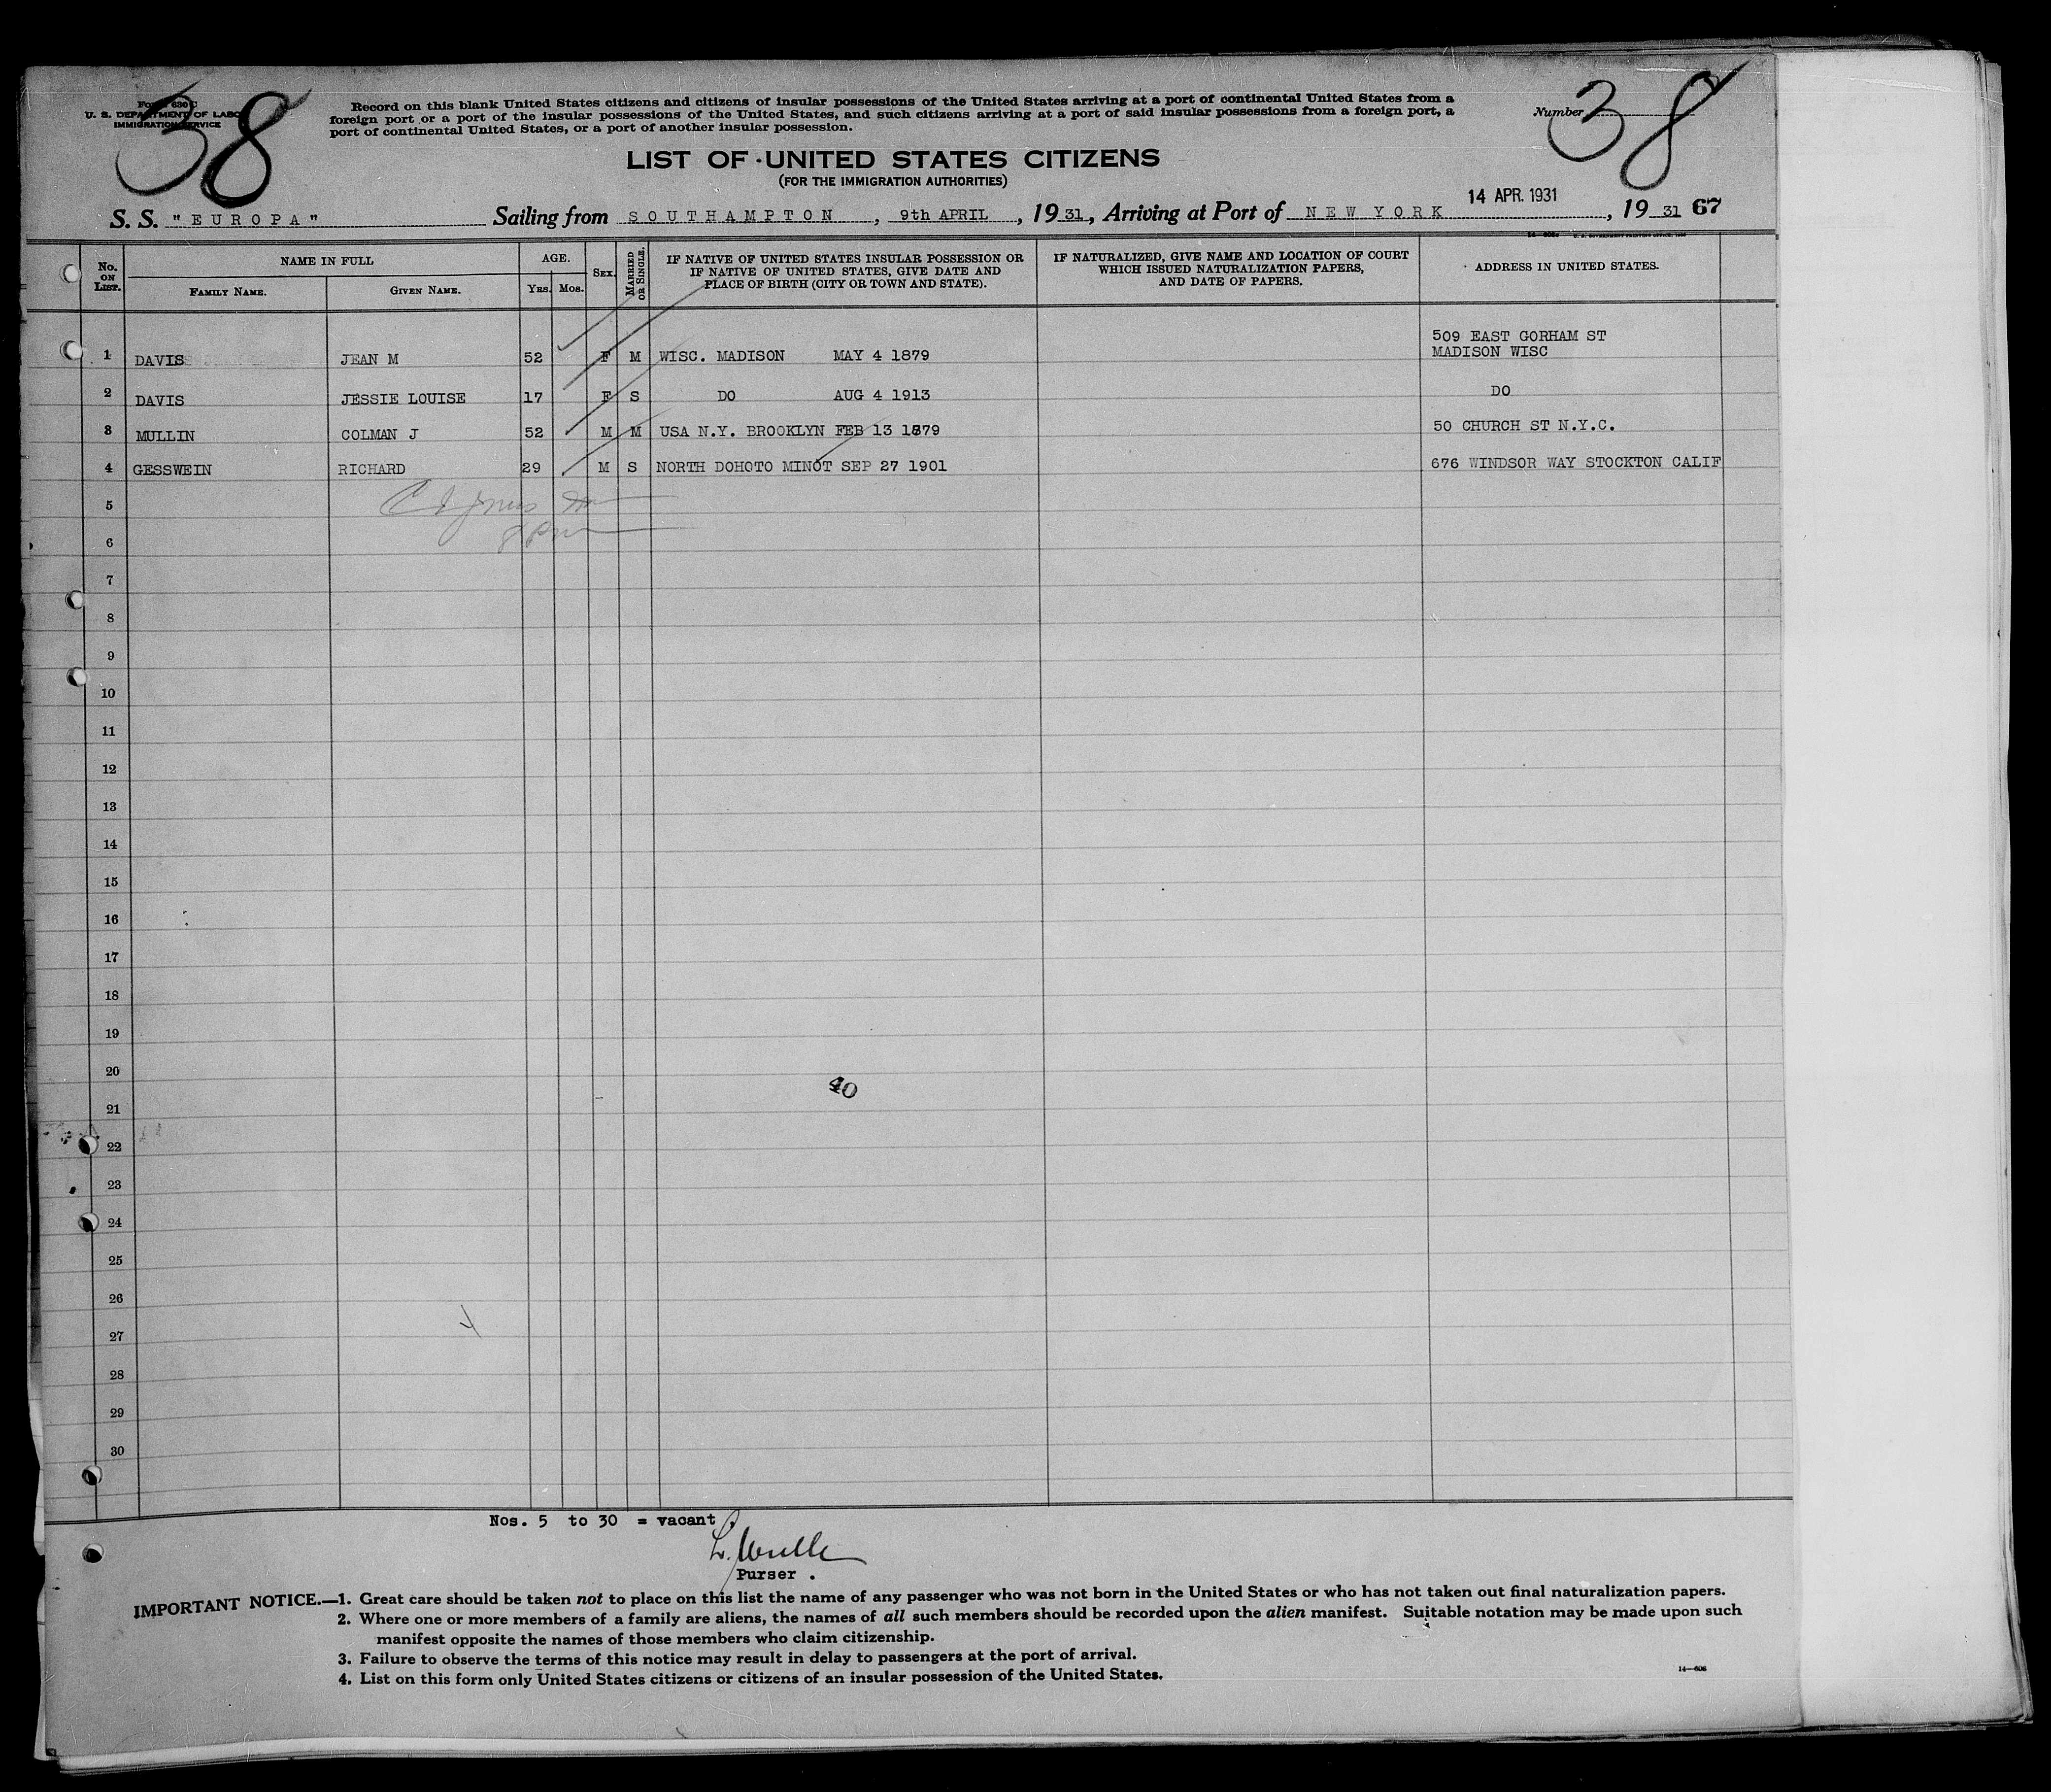 Form 630 C
U. S. DEPARTMENT OF LABOR
IMMIGRATION SERVICE
38
Record on this blank United States citizens and citizens of insular possessions of the United States arriving at a port of continental United States from a
foreign port or a port of the insular possessions of the United States, and such citizens arriving at a port of said insular possessions from a foreign port, a
port of continental United States, or a port of another insular possession.
Number 38
LIST OF UNITED STATES CITIZENS
(FOR THE IMMIGRATION AUTHORITIES)
14 APR. 1931
S. S. "EUROPA" Sailing from SOUTHAMPTON, 9th APRIL, 1931, Arriving at Port of NEW YORK, 1931 67
No. ON LIST. NAME IN FULL AGE. SEX. MARRIED OR SINGLE. IF NATIVE OF UNITED STATES INSULAR POSSESSION OR IF NATIVE OF UNITED STATES, GIVE DATE AND PLACE OF BIRTH (CITY OR TOWN AND STATE). IF NATURALIZED, GIVE NAME AND LOCATION OF COURT WHICH ISSUED NATURALIZATION PAPERS, AND DATE OF PAPERS. ADDRESS IN UNITED STATES.
FAMILY NAME. GIVEN NAME. YRS. MOS.
1 DAVIS JEAN M 52 F M WISC. MADISON MAY 4 1879 509 EAST GORHAM ST MADISON WISC
2 DAVIS JESSIE LOUISE 17 F S DO AUG 4 1913 DO
3 MULLIN COLMAN J 52 M M USA N.Y. BROOKLYN FEB 13 1879 50 CHURCH ST N.Y.C.
4 GESSWEIN RICHARD 29 M S NORTH DOHOTO MINOT SEP 27 1901 676 WINDSOR WAY STOCKTON CALIF
5
6
7
8
9
10
11
12
13
14
15
16
17
18
19
20
40
21
22
23
24
25
26
27
4
28
29
30
Nos. 5 to 30 = vacant
Purser .
IMPORTANT NOTICE.—1. Great care should be taken not to place on this list the name of any passenger who was not born in the United States or who has not taken out final naturalization papers.
2. Where one or more members of a family are aliens, the names of all such members should be recorded upon the alien manifest. Suitable notation may be made upon such
manifest opposite the names of those members who claim citizenship.
3. Failure to observe the terms of this notice may result in delay to passengers at the port of arrival.
4. List on this form only United States citizens or citizens of an insular possession of the United States.
14—606